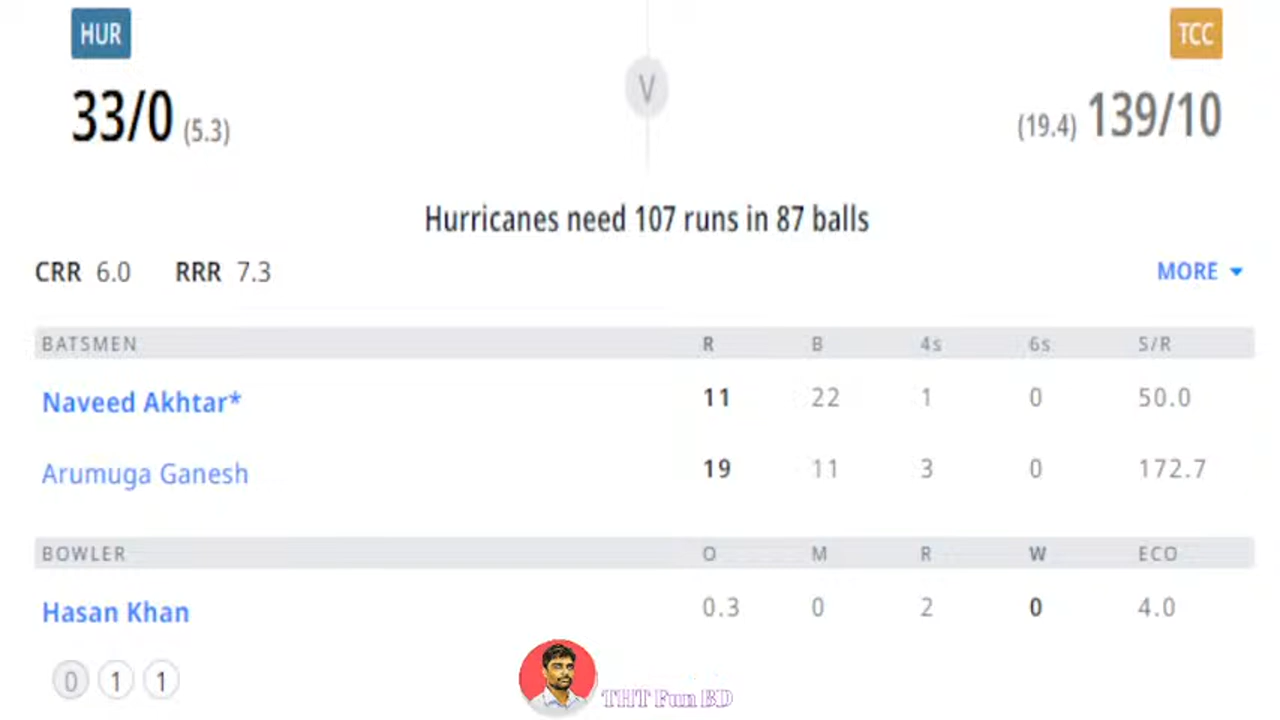 HUR
TCC
V
33/0 (5.3)
(19.4) 139/10
Hurricanes need 107 runs in 87 balls
CRR 6.0 RRR 7.3
MORE
BATSMEN R B 4s 6s S/R
Naveed Akhtar* 11 22 1 0 50.0
Arumuga Ganesh 19 11 3 0 172.7
BOWLER O M R W ECO
Hasan Khan 0.3 0 2 0 4.0
0 1 1
THT Fun BD